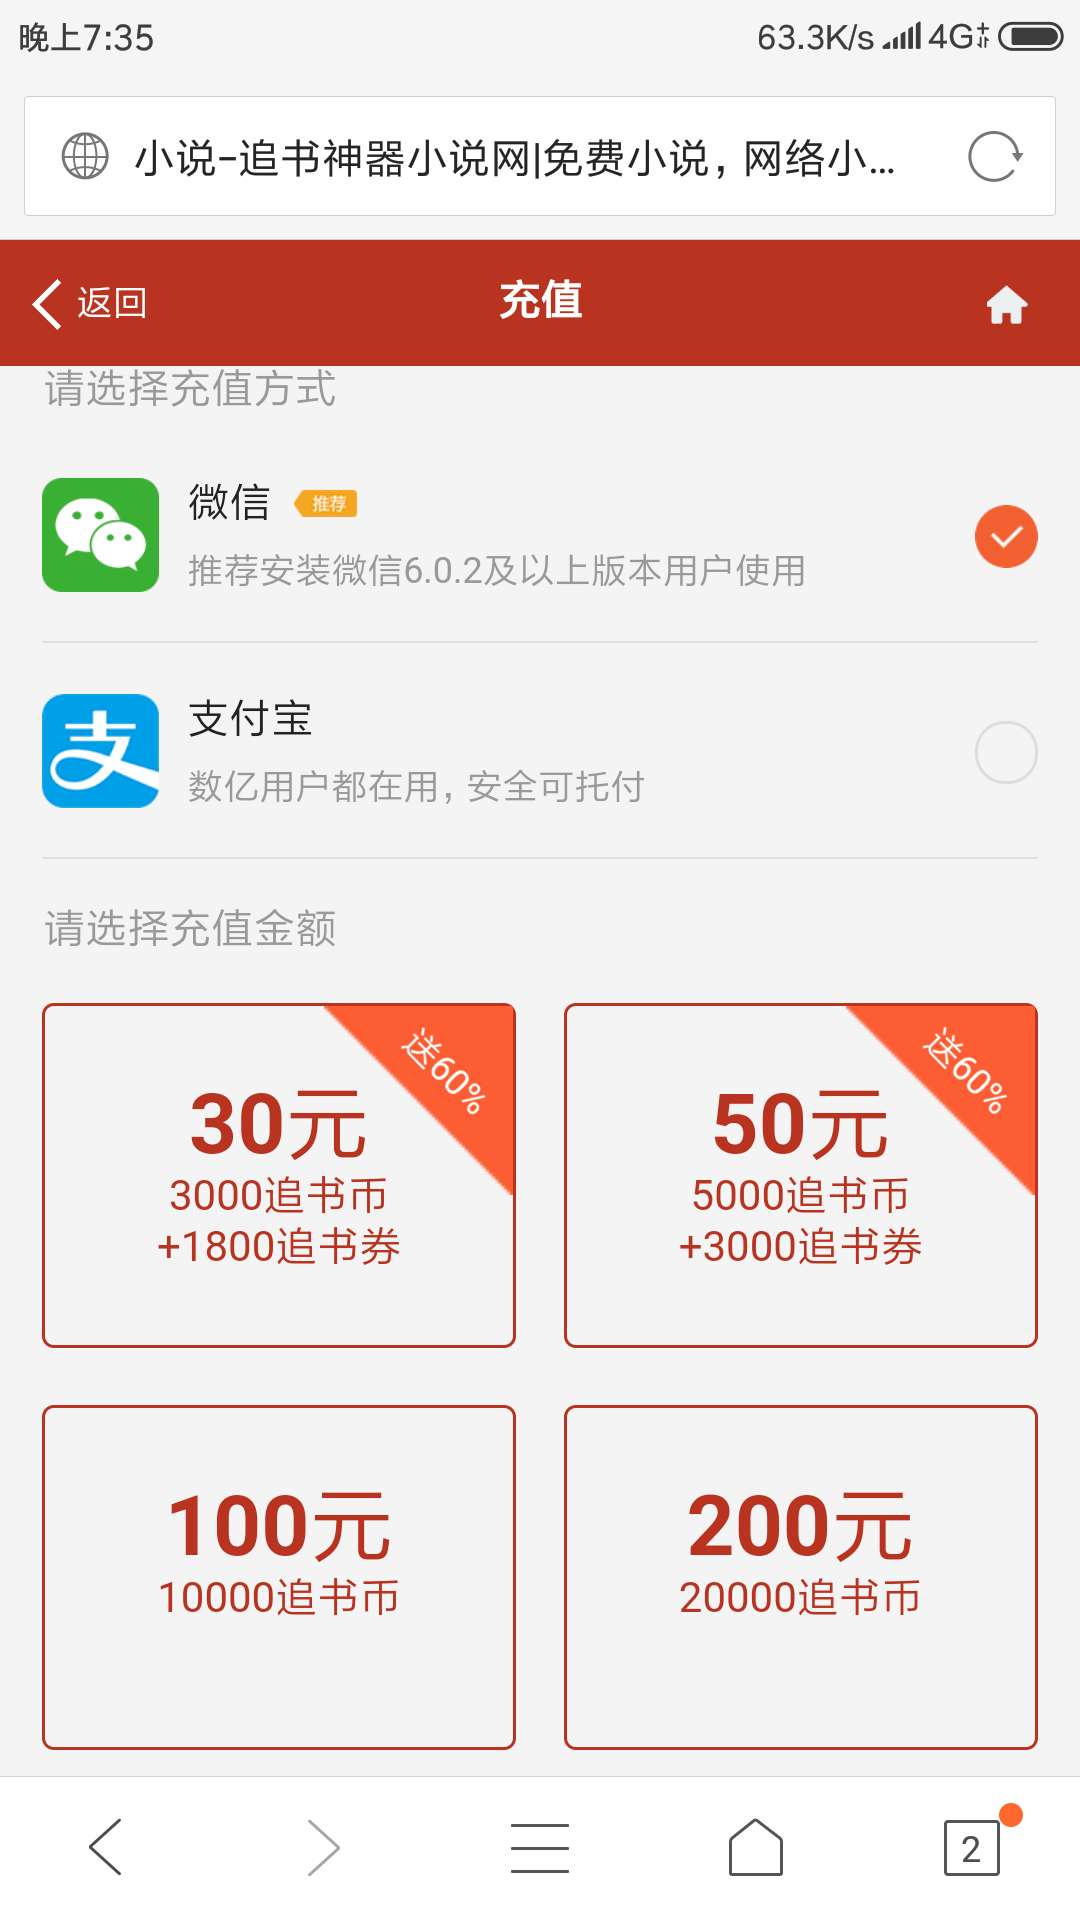 晚上7:35
63.3K/s 4G+
小说-追书神器小说网|免费小说，网络小...
返回
充值
请选择充值方式
微信
推荐
推荐安装微信6.0.2及以上版本用户使用
支付宝
数亿用户都在用，安全可托付
请选择充值金额
送60%
30元
3000追书币
+1800追书券
送60%
50元
5000追书币
+3000追书券
100元
10000追书币
200元
20000追书币
2